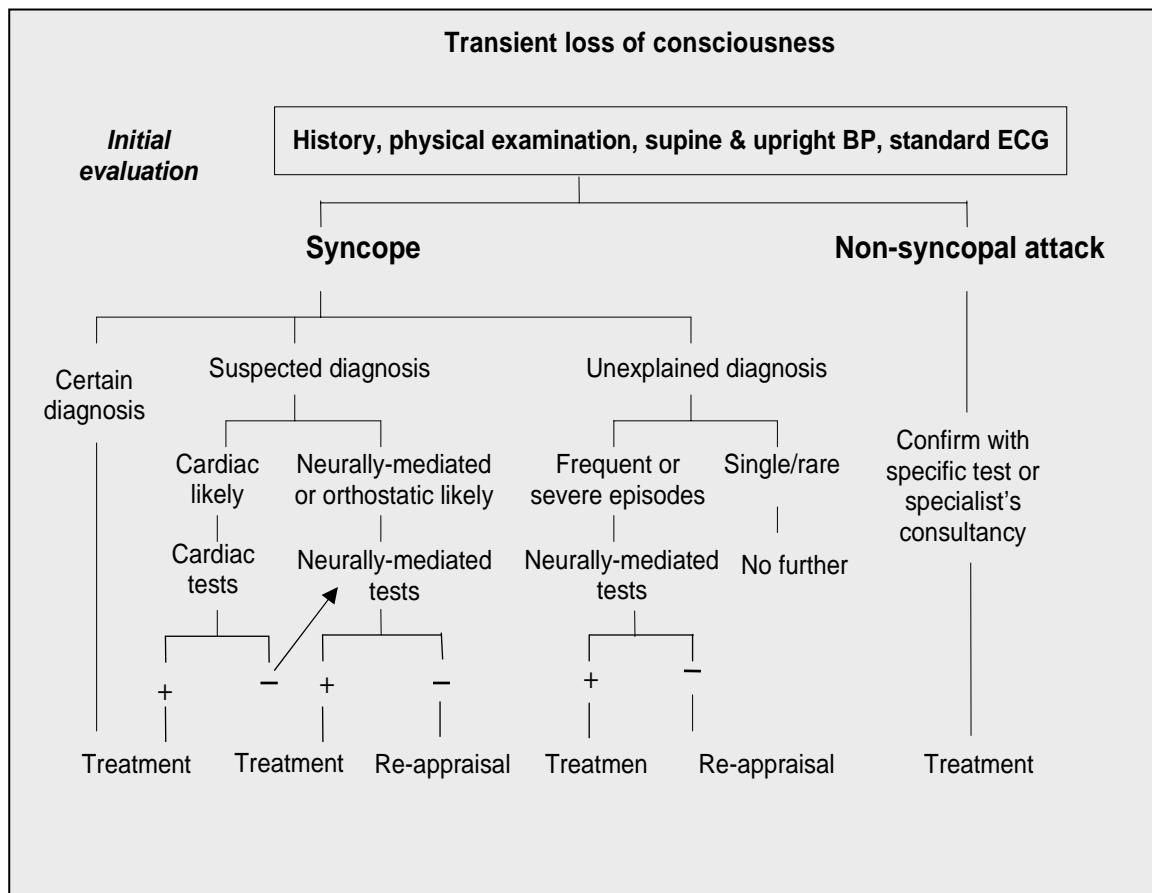 Transient loss of consciousness
Initial
evaluation
History, physical examination, supine & upright BP, standard ECG
Syncope
Non-syncopal attack
Certain
diagnosis
Suspected diagnosis
Unexplained diagnosis
Cardiac
likely
Neurally-mediated
or orthostatic likely
Frequent or
severe episodes
Single/rare
Confirm with
specific test or
specialist's
consultancy
Cardiac
tests
Neurally-mediated
tests
Neurally-mediated
tests
No further
+
–
+
–
+
–
Treatment
Treatment
Re-appraisal
Treatmen
Re-appraisal
Treatment